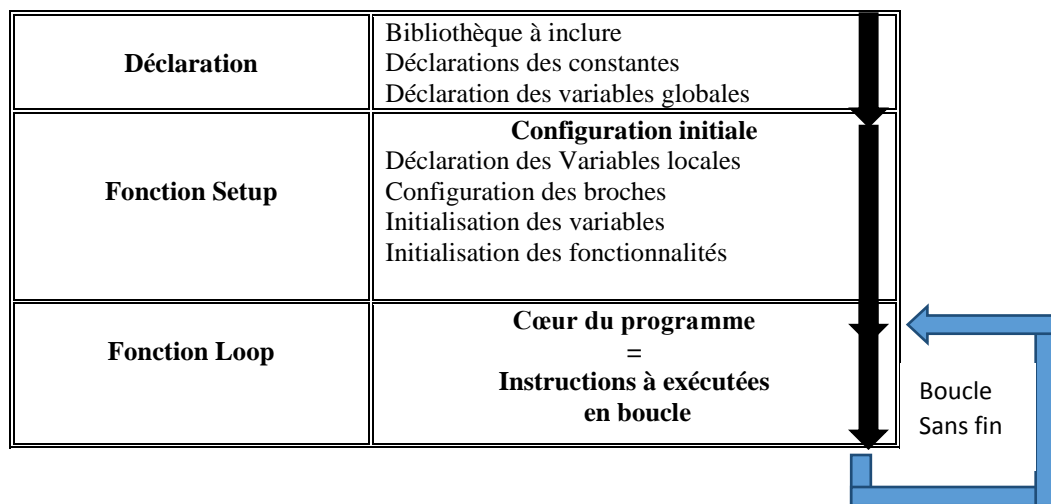 Déclaration
Bibliothèque à inclure
Déclarations des constantes
Déclaration des variables globales
Fonction Setup
Configuration initiale
Déclaration des Variables locales
Configuration des broches
Initialisation des variables
Initialisation des fonctionnalités
Fonction Loop
Cœur du programme
=
Instructions à exécutées
en boucle
Boucle
Sans fin